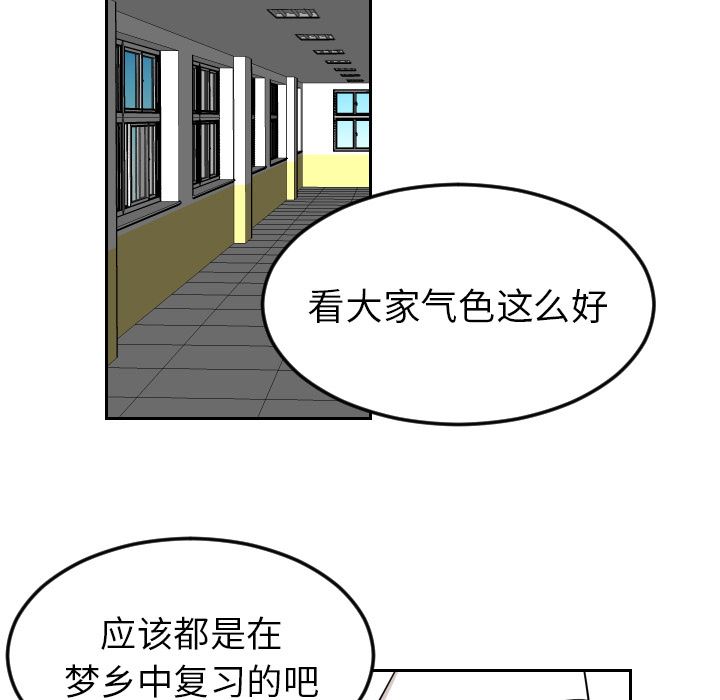 看大家气色这么好
应该都是在
梦乡中复习的吧